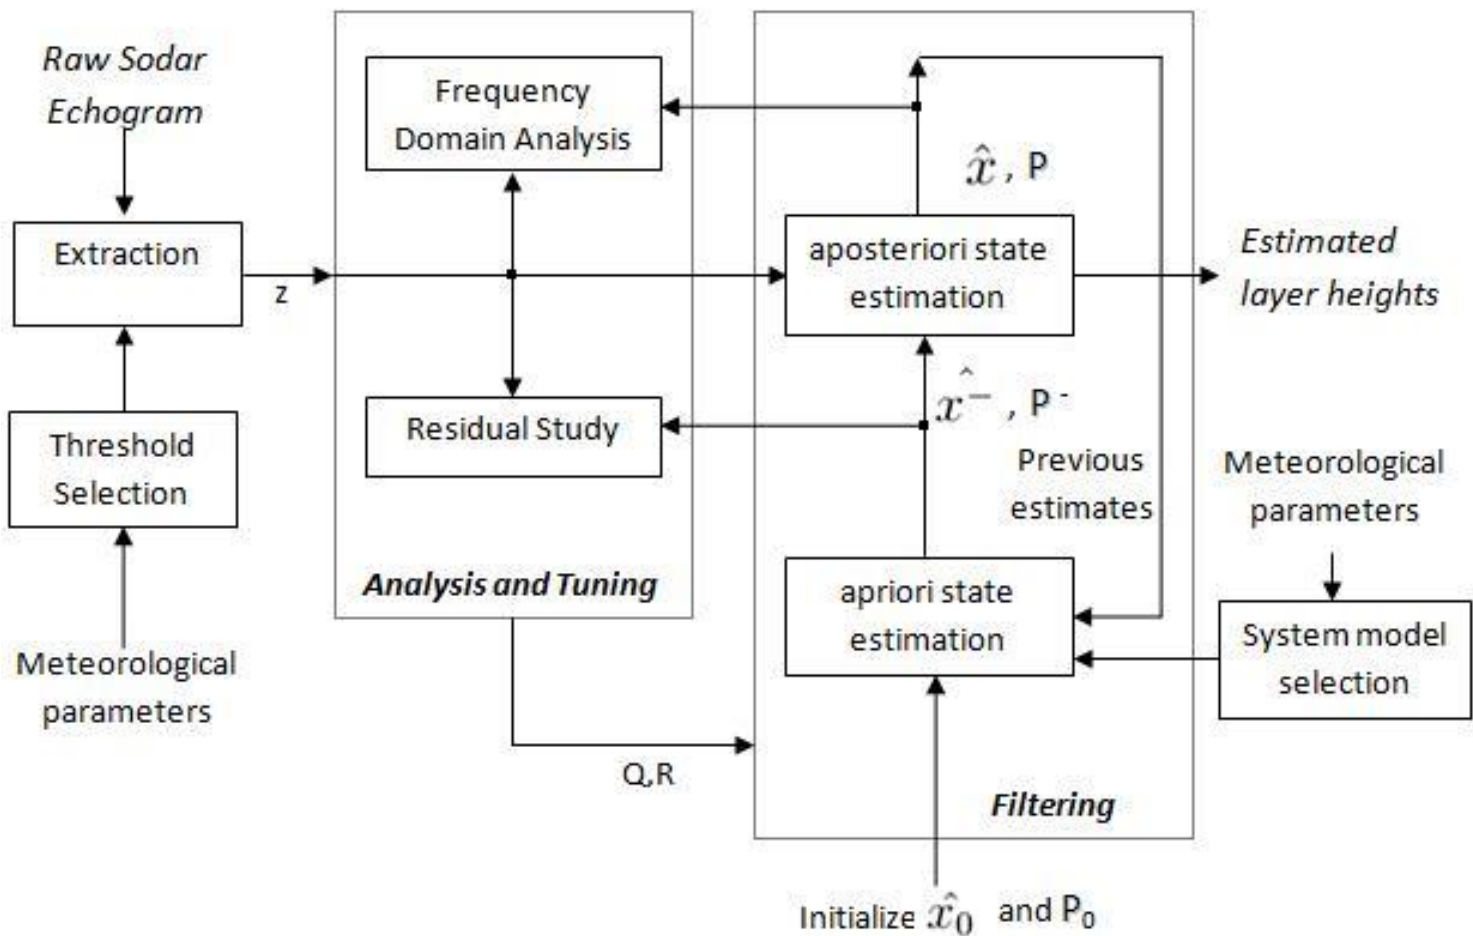 Raw Sodar
Echogram
Extraction
z
Threshold
Selection
Meteorological
parameters
Frequency
Domain Analysis
Residual Study
Analysis and Tuning
Q,R
x̂ , P
aposteriori state
estimation
x̂⁻ , P⁻
Previous
estimates
apriori state
estimation
Filtering
Initialize x̂₀ and P₀
Estimated
layer heights
Meteorological
parameters
System model
selection